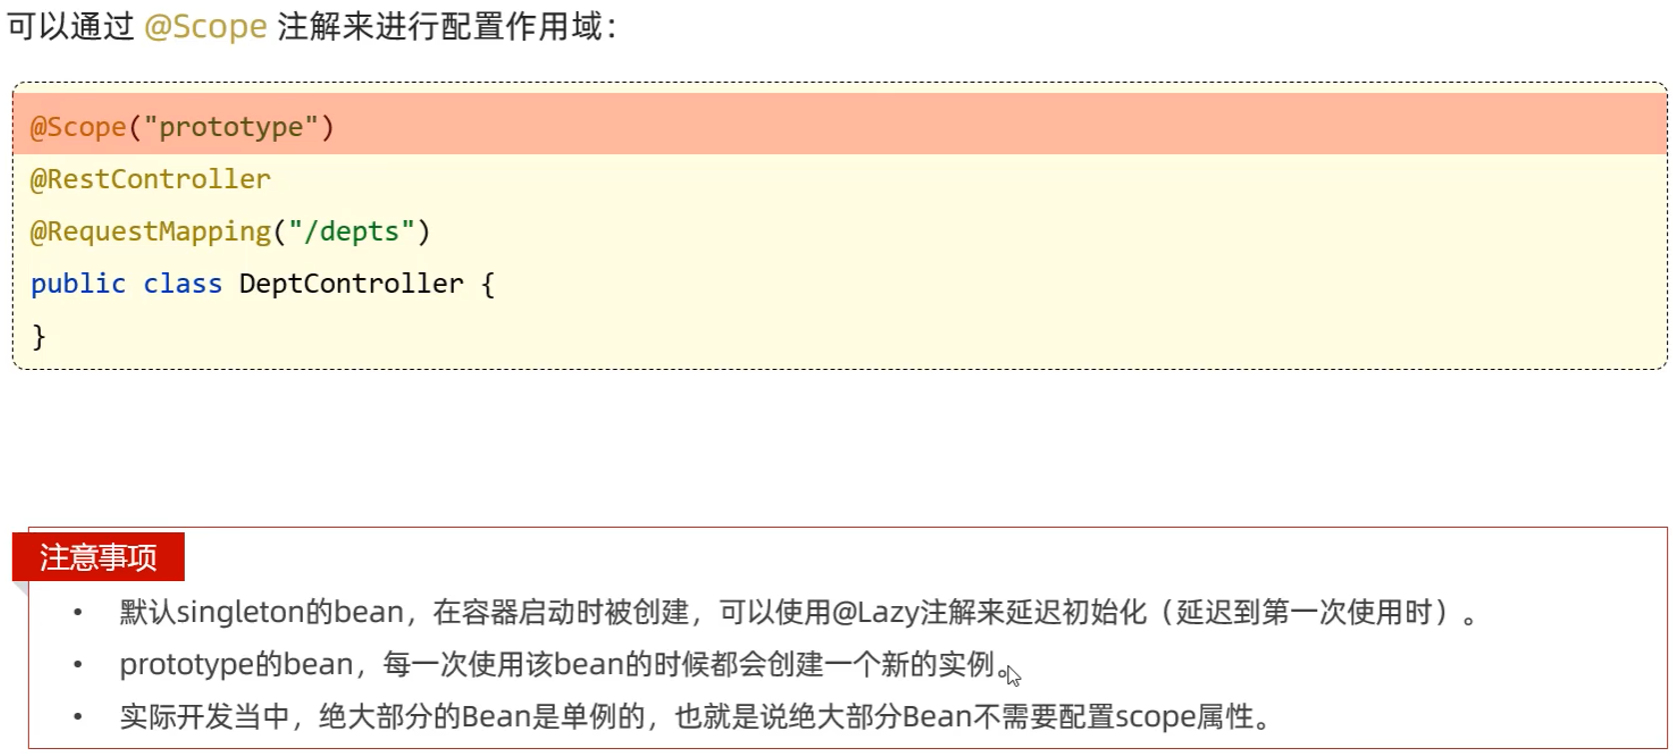 可以通过 @Scope 注解来进行配置作用域：
@Scope("prototype")
@RestController
@RequestMapping("/depts")
public class DeptController {
}
注意事项
• 默认singleton的bean，在容器启动时被创建，可以使用@Lazy注解来延迟初始化（延迟到第一次使用时）。
• prototype的bean，每一次使用该bean的时候都会创建一个新的实例。
• 实际开发当中，绝大部分的Bean是单例的，也就是说绝大部分Bean不需要配置scope属性。